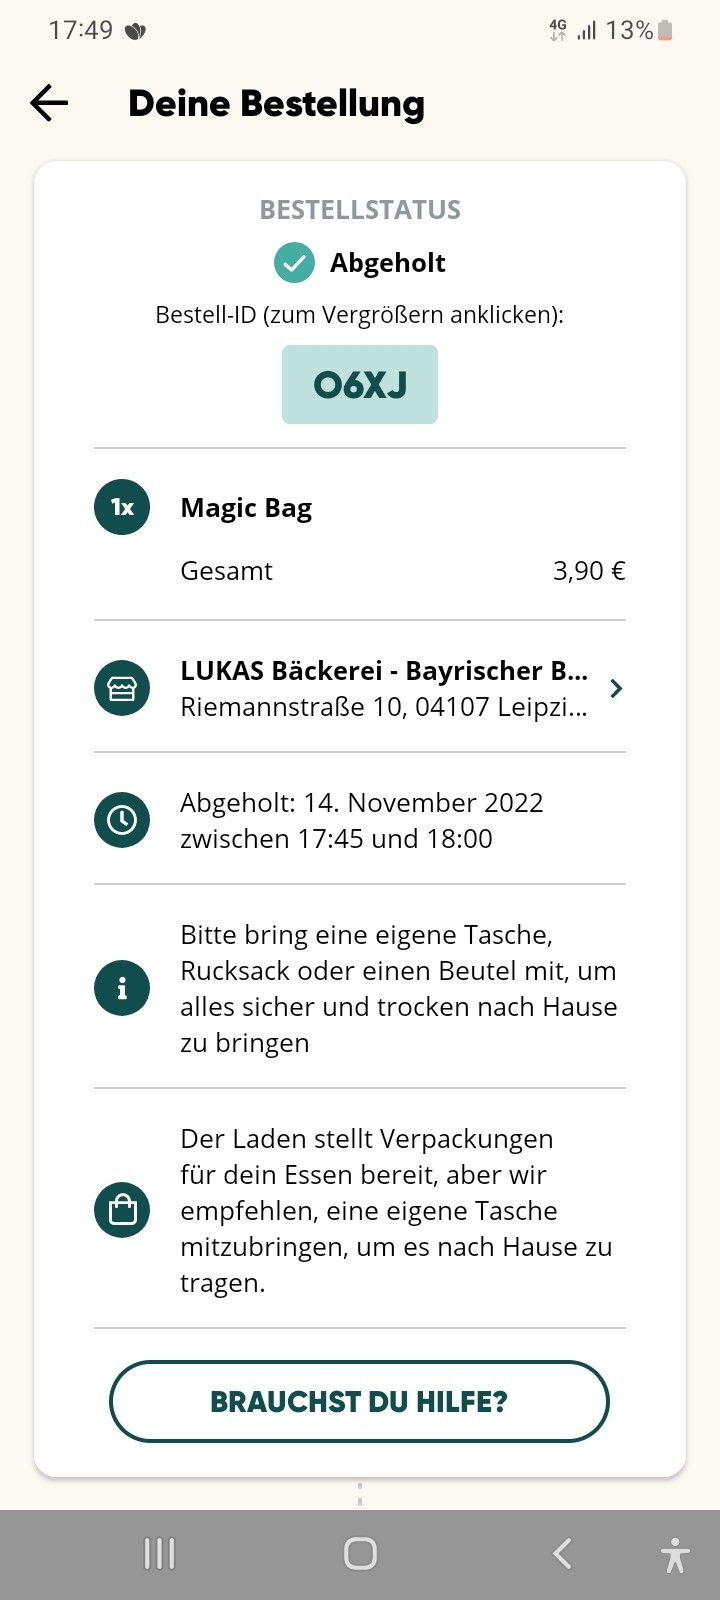 17:49
4G
13%
Deine Bestellung
BESTELLSTATUS
Abgeholt
Bestell-ID (zum Vergrößern anklicken):
O6XJ
1x
Magic Bag
Gesamt 3,90 €
LUKAS Bäckerei - Bayrischer B...
Riemannstraße 10, 04107 Leipzi...
Abgeholt: 14. November 2022
zwischen 17:45 und 18:00
Bitte bring eine eigene Tasche,
Rucksack oder einen Beutel mit, um
alles sicher und trocken nach Hause
zu bringen
Der Laden stellt Verpackungen
für dein Essen bereit, aber wir
empfehlen, eine eigene Tasche
mitzubringen, um es nach Hause zu
tragen.
BRAUCHST DU HILFE?